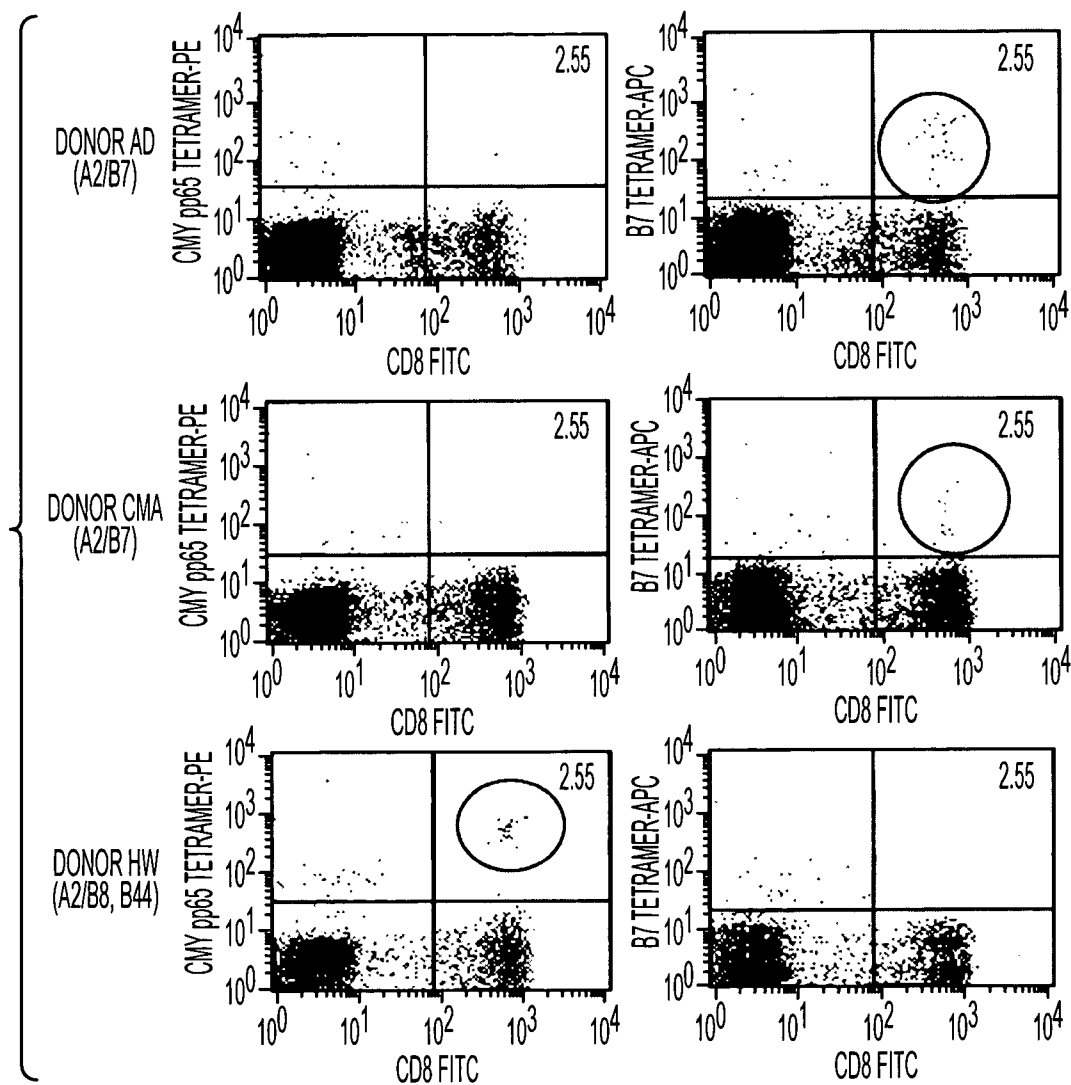 DONOR AD
(A2/B7)
CMY pp65 TETRAMER-PE
10^4
10^3
10^2
10^1
10^0
2.55
10^0 10^1 10^2 10^3 10^4
CD8 FITC
B7 TETRAMER-APC
10^4
10^3
10^2
10^1
10^0
2.55
10^0 10^1 10^2 10^3 10^4
CD8 FITC
DONOR CMA
(A2/B7)
CMY pp65 TETRAMER-PE
10^4
10^3
10^2
10^1
10^0
2.55
10^0 10^1 10^2 10^3 10^4
CD8 FITC
B7 TETRAMER-APC
10^4
10^3
10^2
10^1
10^0
2.55
10^0 10^1 10^2 10^3 10^4
CD8 FITC
DONOR HW
(A2/B8, B44)
CMY pp65 TETRAMER-PE
10^4
10^3
10^2
10^1
10^0
2.55
10^0 10^1 10^2 10^3 10^4
CD8 FITC
B7 TETRAMER-APC
10^4
10^3
10^2
10^1
10^0
2.55
10^0 10^1 10^2 10^3 10^4
CD8 FITC